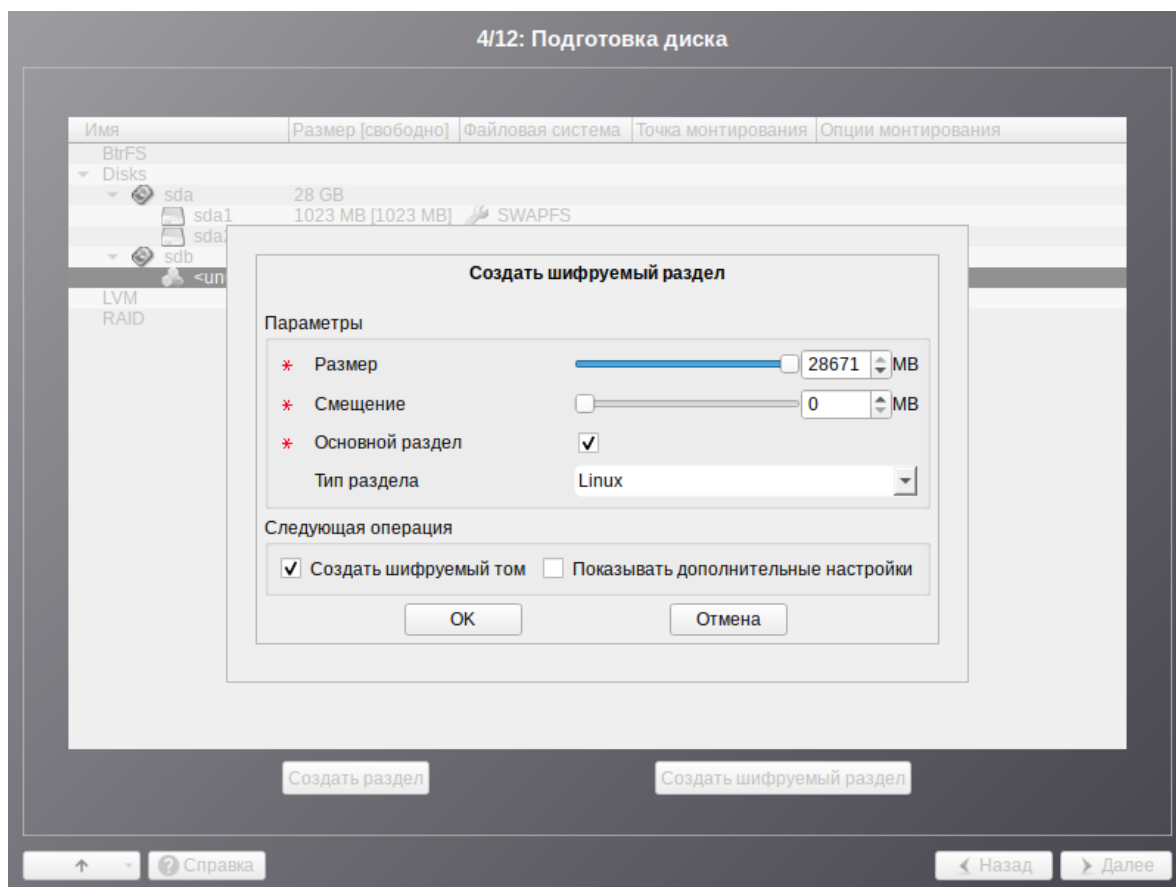 4/12: Подготовка диска
Имя Размер [свободно] Файловая система Точка монтирования Опции монтирования
BtrFS
Disks
sda 28 GB
sda1 1023 MB [1023 MB] SWAPFS
sda2
sdb
<un
LVM
RAID
Создать шифруемый раздел
Параметры
* Размер 28671 MB
* Смещение 0 MB
* Основной раздел
Тип раздела Linux
Следующая операция
Создать шифруемый том Показывать дополнительные настройки
OK Отмена
Создать раздел Создать шифруемый раздел
Справка Назад Далее